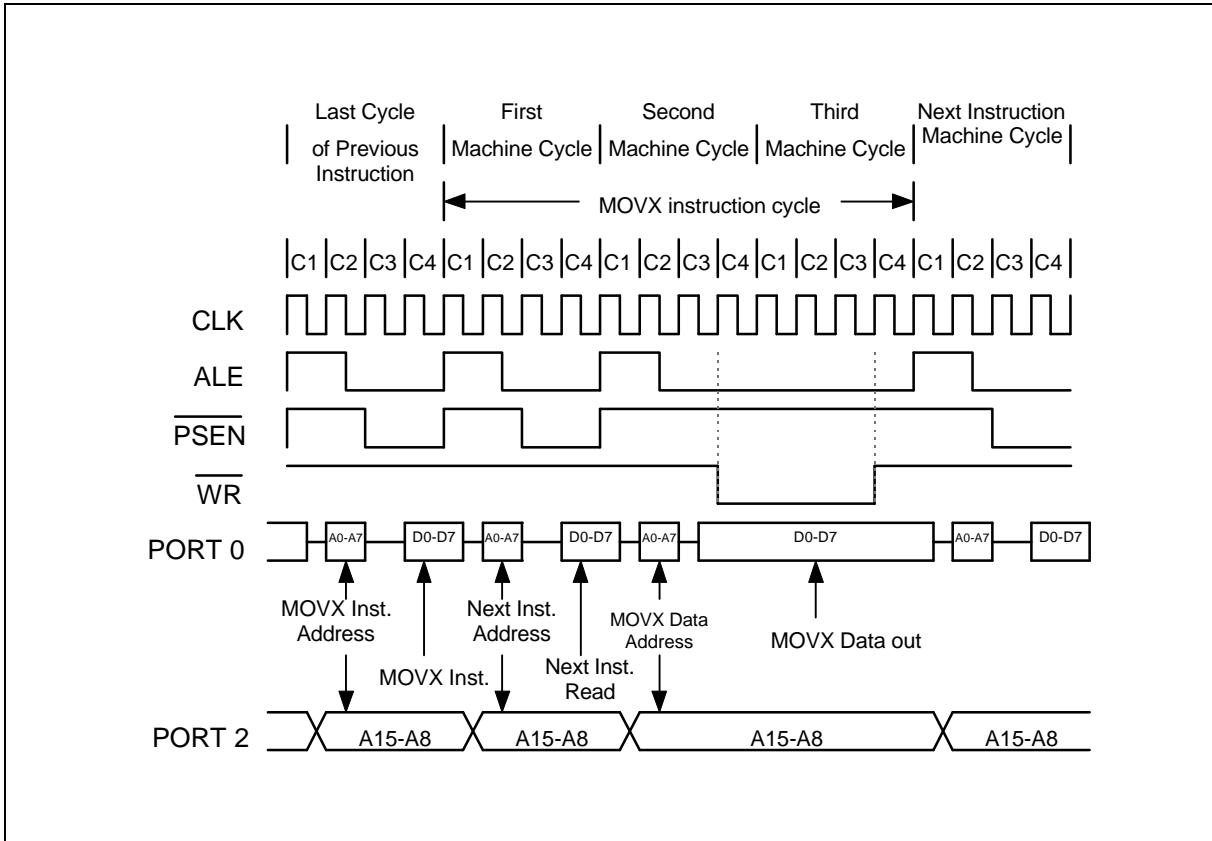 Last Cycle
of Previous
Instruction
First
Machine Cycle
Second
Machine Cycle
Third
Machine Cycle
Next Instruction
Machine Cycle
MOVX instruction cycle
C1 C2 C3 C4 C1 C2 C3 C4 C1 C2 C3 C4 C1 C2 C3 C4 C1 C2 C3 C4
CLK
ALE
PSEN
WR
PORT 0
A0-A7 D0-D7 A0-A7 D0-D7 A0-A7 D0-D7 A0-A7 D0-D7
MOVX Inst.
Address
MOVX Inst.
Next Inst.
Address
Next Inst.
Read
MOVX Data
Address
MOVX Data out
PORT 2
A15-A8 A15-A8 A15-A8 A15-A8